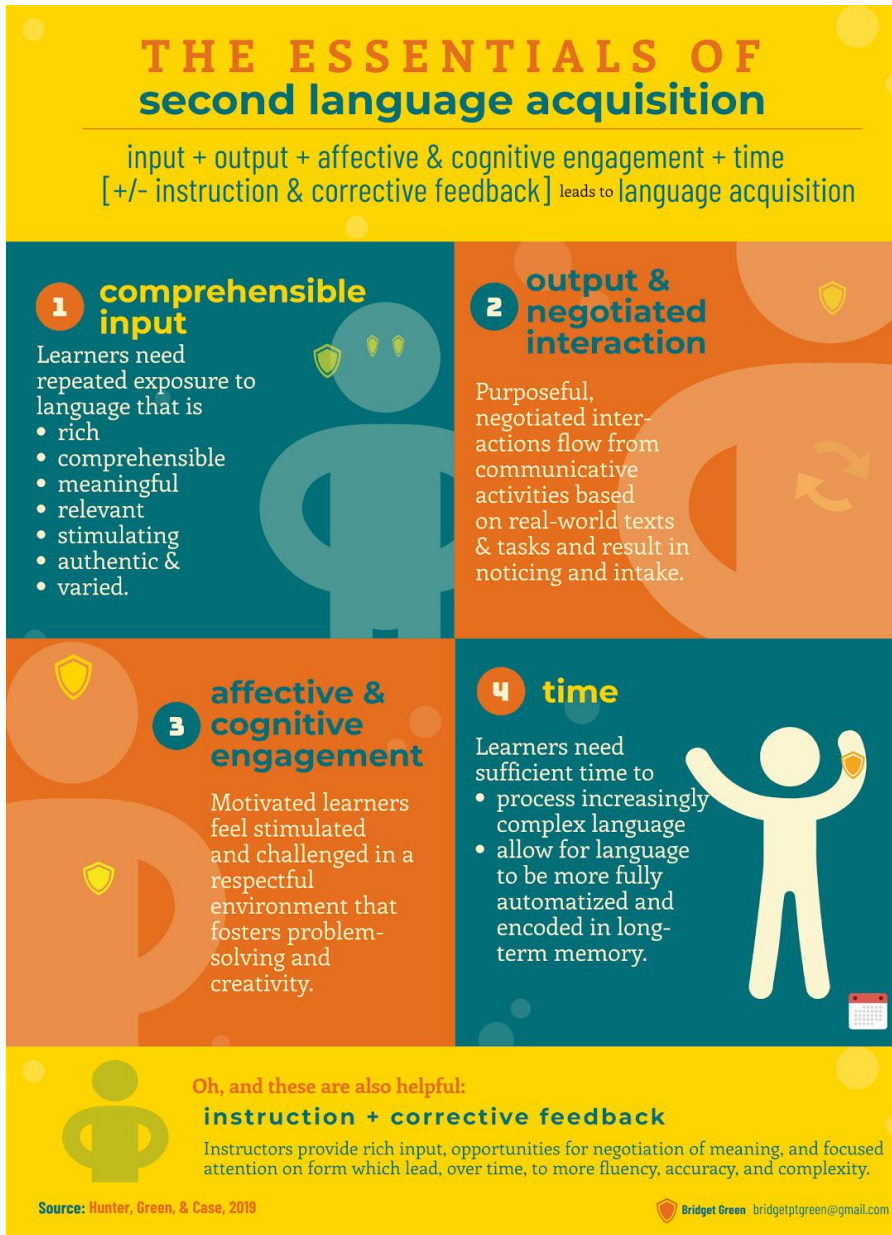 THE ESSENTIALS OF
second language acquisition
input + output + affective & cognitive engagement + time
[+/- instruction & corrective feedback] leads to language acquisition
1
comprehensible
input
Learners need
repeated exposure to
language that is
• rich
• comprehensible
• meaningful
• relevant
• stimulating
• authentic &
• varied.
2
output &
negotiated
interaction
Purposeful,
negotiated inter-
actions flow from
communicative
activities based
on real-world texts
& tasks and result in
noticing and intake.
3
affective &
cognitive
engagement
Motivated learners
feel stimulated
and challenged in a
respectful
environment that
fosters problem-
solving and
creativity.
4
time
Learners need
sufficient time to
• process increasingly
complex language
• allow for language
to be more fully
automatized and
encoded in long-
term memory.
Oh, and these are also helpful:
instruction + corrective feedback
Instructors provide rich input, opportunities for negotiation of meaning, and focused
attention on form which lead, over time, to more fluency, accuracy, and complexity.
Source: Hunter, Green, & Case, 2019
Bridget Green bridgetptgreen@gmail.com